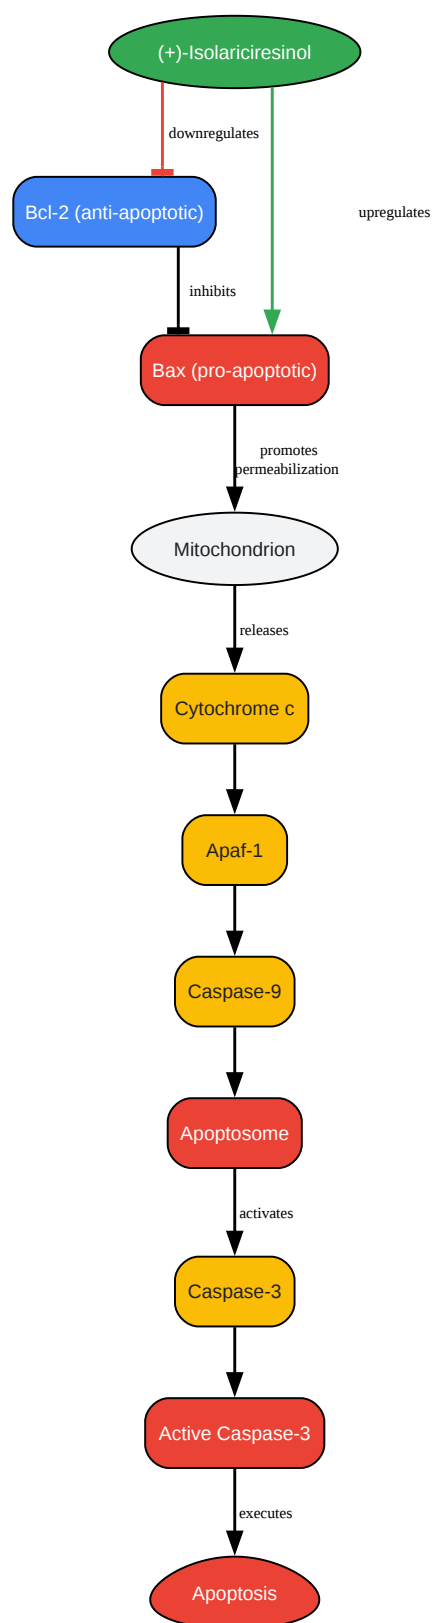 (+)-Isolariciresinol
downregulates
Bcl-2 (anti-apoptotic)
upregulates
inhibits
Bax (pro-apoptotic)
promotes
permeabilization
Mitochondrion
releases
Cytochrome c
Apaf-1
Caspase-9
Apoptosome
activates
Caspase-3
Active Caspase-3
executes
Apoptosis